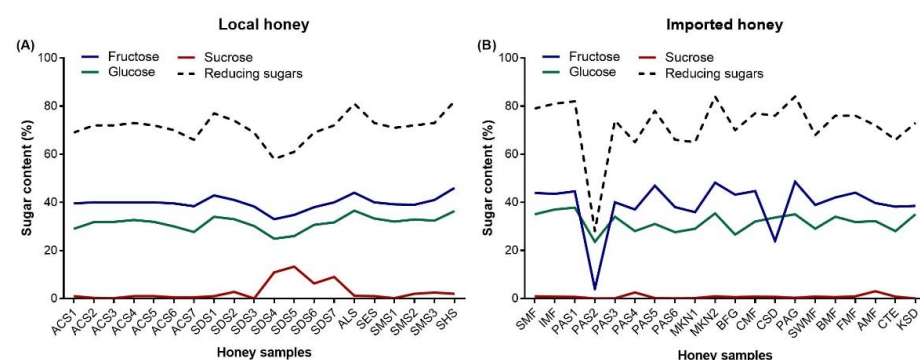 Local honey
(A)
100
80
60
40
20
0
Sugar content (%)
Fructose
Glucose
Sucrose
Reducing sugars
ACS1
ACS2
ACS3
ACS4
ACS5
ACS6
ACS7
SDS1
SDS2
SDS3
SDS4
SDS5
SDS6
SDS7
ALS
SES
SMS1
SMS2
SMS3
SHS
Honey samples
Imported honey
(B)
100
80
60
40
20
0
Sugar content (%)
Fructose
Glucose
Sucrose
Reducing sugars
SMF
IMF
PAS1
PAS2
PAS3
PAS4
PAS5
PAS6
MKN1
MKN2
BFG
CMF
CSD
PAG
SWMF
BMF
FMF
AMF
CTE
KSD
Honey samples